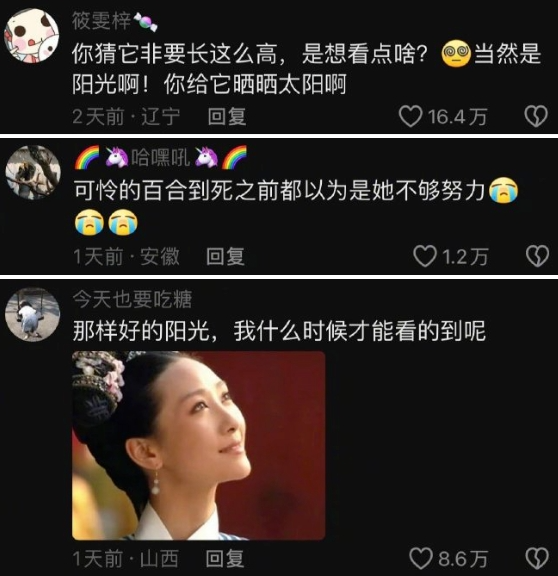 筱雯梓🍬
你猜它非要长这么高，是想看点啥？😵‍💫当然是
阳光啊！你给它晒晒太阳啊
2天前·辽宁 回复 16.4万
🌈🦄哈嘿吼🦄🌈
可怜的百合到死之前都以为是她不够努力😭
😭😭
1天前·安徽 回复 1.2万
今天也要吃糖
那样好的阳光，我什么时候才能看的到呢
1天前·山西 回复 8.6万